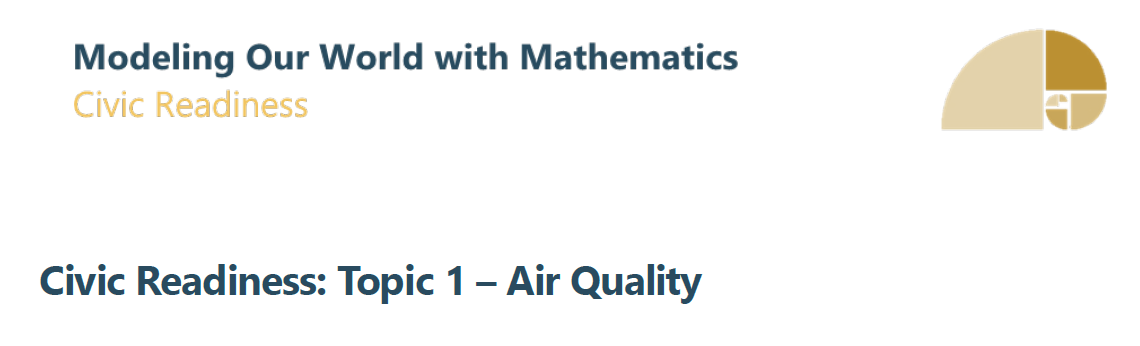 Modeling Our World with Mathematics
Civic Readiness
Civic Readiness: Topic 1 – Air Quality